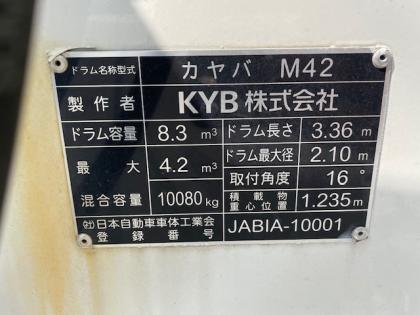 ドラム名称型式 カヤバ M42
製作者 KYB株式会社
ドラム容量 8.3 m³ ドラム長さ 3.36 m
最大 4.2 m³ ドラム最大径 2.10 m
混合容量 10080kg 取付角度 16°
積載物重心位置 1.235m
㈳日本自動車車体工業会
登録番号 JABIA-10001